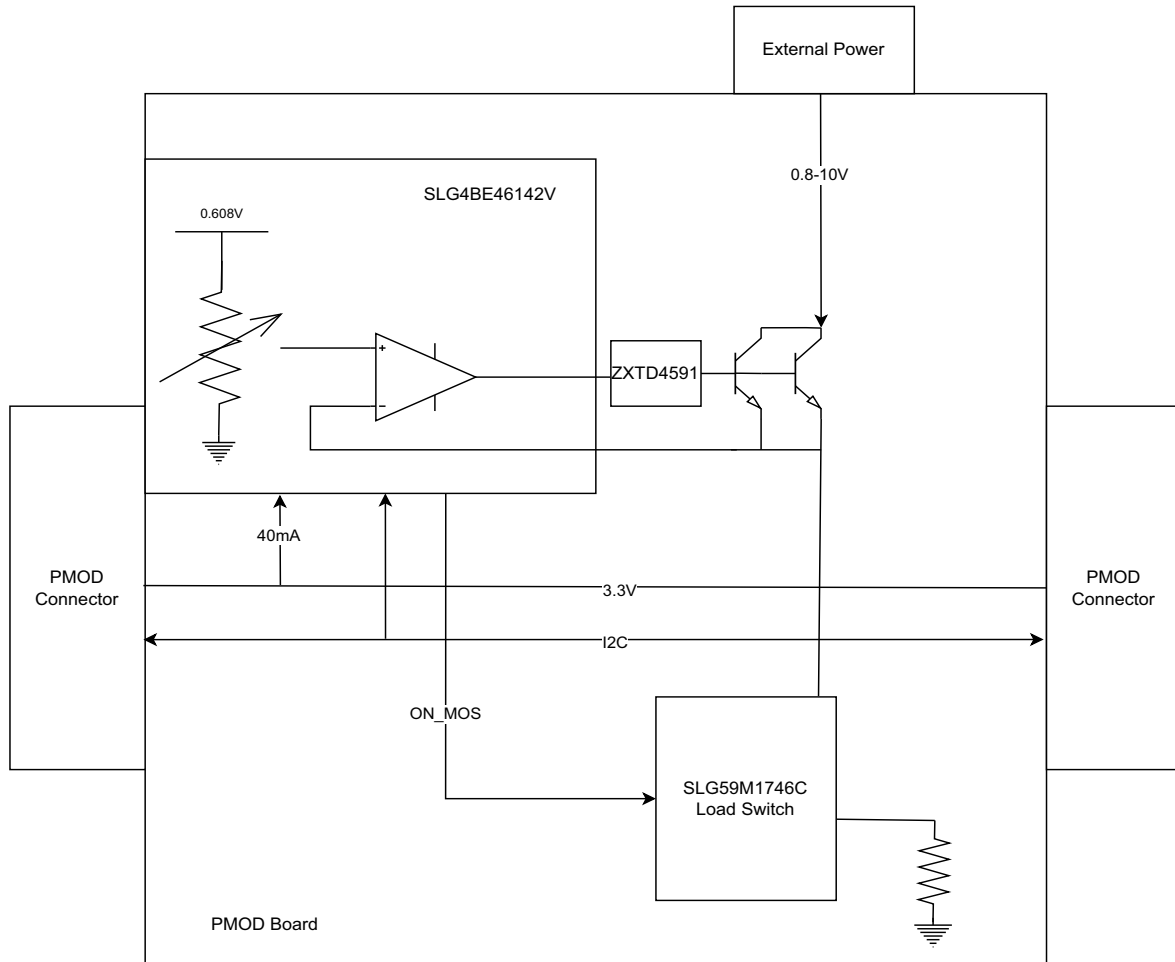 External Power
0.8-10V
SLG4BE46142V
0.608V
+
−
ZXTD4591
40mA
PMOD
Connector
3.3V
PMOD
Connector
I2C
ON_MOS
SLG59M1746C
Load Switch
PMOD Board